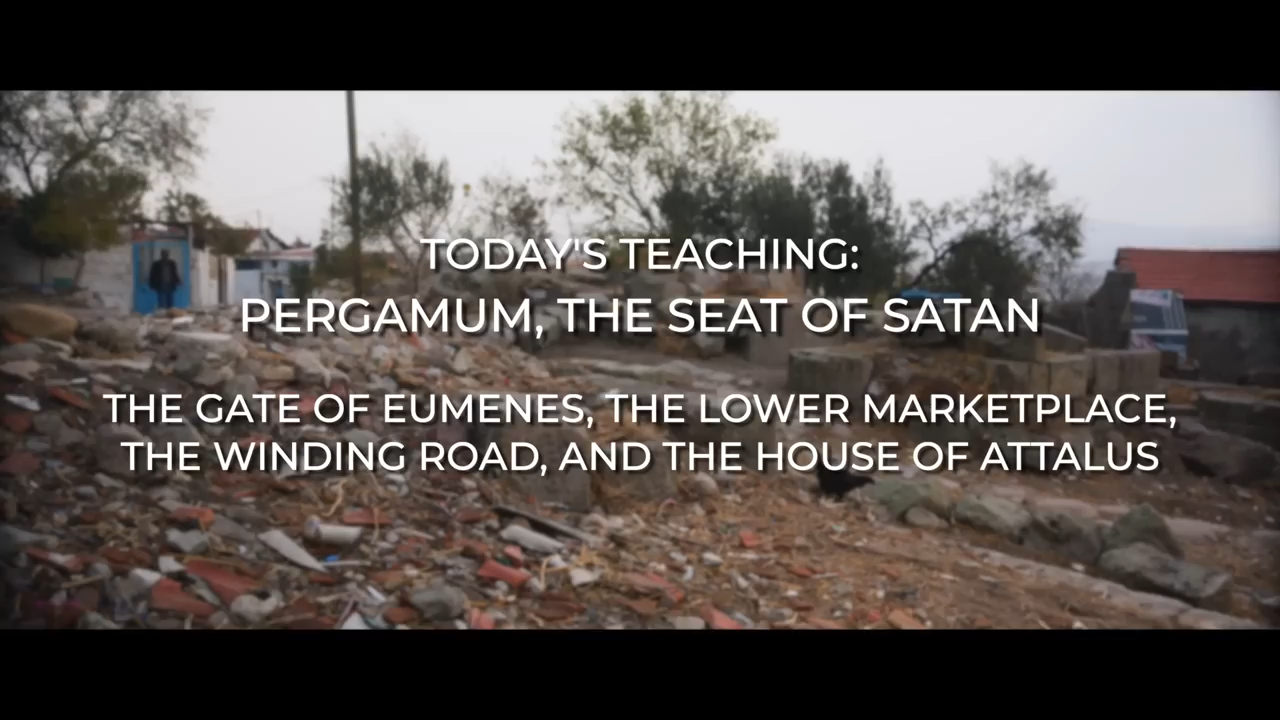 TODAY'S TEACHING:
PERGAMUM, THE SEAT OF SATAN
THE GATE OF EUMENES, THE LOWER MARKETPLACE,
THE WINDING ROAD, AND THE HOUSE OF ATTALUS